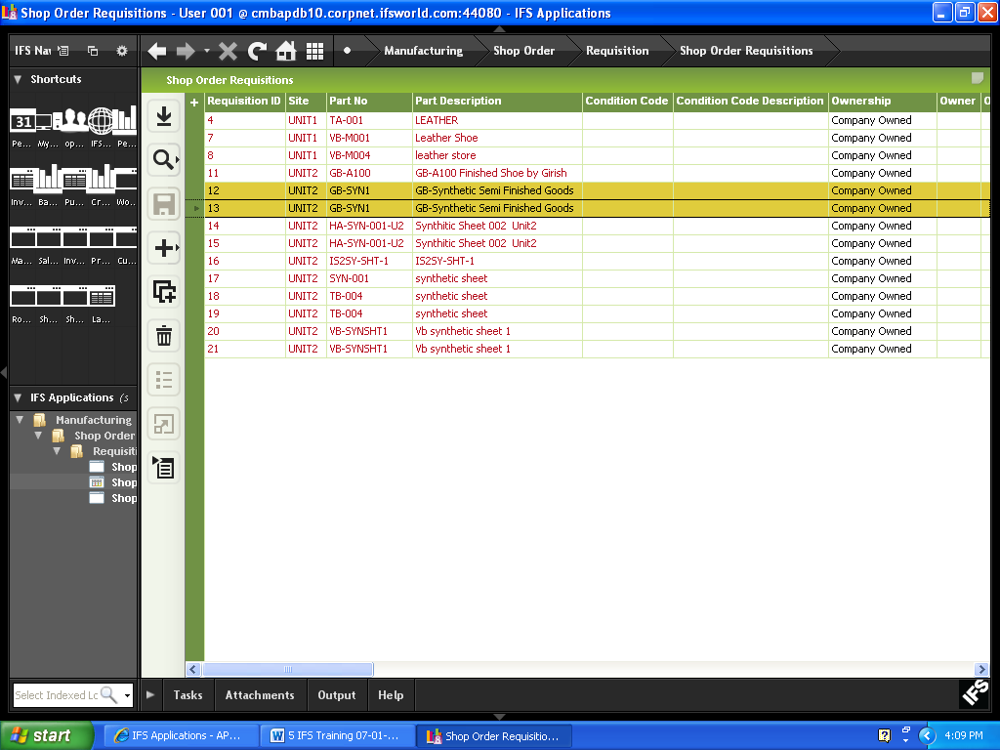 Shop Order Requisitions - User 001 @ cmbapdb10.corpnet.ifsworld.com:44080 - IFS Applications
IFS Nav
Manufacturing
Shop Order
Requisition
Shop Order Requisitions
Shortcuts
31
Pe... My... op... IFS... Pe...
Inv... Ba... Pu... Cr... Wo...
Ma... Sal... Inv... Pr... Cu...
Ro... Sh... Sh... La...
IFS Applications (s
Manufacturing
Shop Order
Requisiti
Shop
Shop
Shop
Select Indexed Lo
Shop Order Requisitions
Requisition ID Site Part No Part Description Condition Code Condition Code Description Ownership Owner O
4 UNIT1 TA-001 LEATHER Company Owned
7 UNIT1 VB-M001 Leather Shoe Company Owned
8 UNIT1 VB-M004 leather store Company Owned
11 UNIT2 GB-A100 GB-A100 Finished Shoe by Girish Company Owned
12 UNIT2 GB-SYN1 GB-Synthetic Semi Finished Goods Company Owned
13 UNIT2 GB-SYN1 GB-Synthetic Semi Finished Goods Company Owned
14 UNIT2 HA-SYN-001-U2 Synthitic Sheet 002 Unit2 Company Owned
15 UNIT2 HA-SYN-001-U2 Synthitic Sheet 002 Unit2 Company Owned
16 UNIT2 IS2SY-SHT-1 IS2SY-SHT-1 Company Owned
17 UNIT2 SYN-001 synthetic sheet Company Owned
18 UNIT2 TB-004 synthetic sheet Company Owned
19 UNIT2 TB-004 synthetic sheet Company Owned
20 UNIT2 VB-SYNSHT1 Vb synthetic sheet 1 Company Owned
21 UNIT2 VB-SYNSHT1 Vb synthetic sheet 1 Company Owned
Tasks Attachments Output Help
IFS
start
IFS Applications - AP...
5 IFS Training 07-01-...
Shop Order Requisitio...
4:09 PM